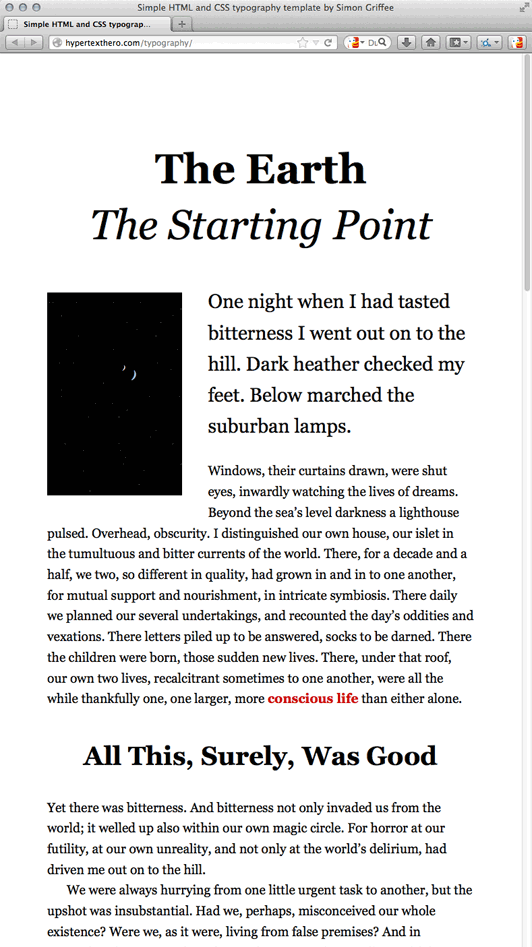 Simple HTML and CSS typography template by Simon Griffee
Simple HTML and CSS typograp...
hypertexthero.com/typography/
The Earth
The Starting Point
One night when I had tasted
bitterness I went out on to the
hill. Dark heather checked my
feet. Below marched the
suburban lamps.
Windows, their curtains drawn, were shut
eyes, inwardly watching the lives of dreams.
Beyond the sea’s level darkness a lighthouse
pulsed. Overhead, obscurity. I distinguished our own house, our islet in
the tumultuous and bitter currents of the world. There, for a decade and a
half, we two, so different in quality, had grown in and in to one another,
for mutual support and nourishment, in intricate symbiosis. There daily
we planned our several undertakings, and recounted the day’s oddities and
vexations. There letters piled up to be answered, socks to be darned. There
the children were born, those sudden new lives. There, under that roof,
our own two lives, recalcitrant sometimes to one another, were all the
while thankfully one, one larger, more conscious life than either alone.
All This, Surely, Was Good
Yet there was bitterness. And bitterness not only invaded us from the
world; it welled up also within our own magic circle. For horror at our
futility, at our own unreality, and not only at the world’s delirium, had
driven me out on to the hill.
We were always hurrying from one little urgent task to another, but the
upshot was insubstantial. Had we, perhaps, misconceived our whole
existence? Were we, as it were, living from false premises? And in